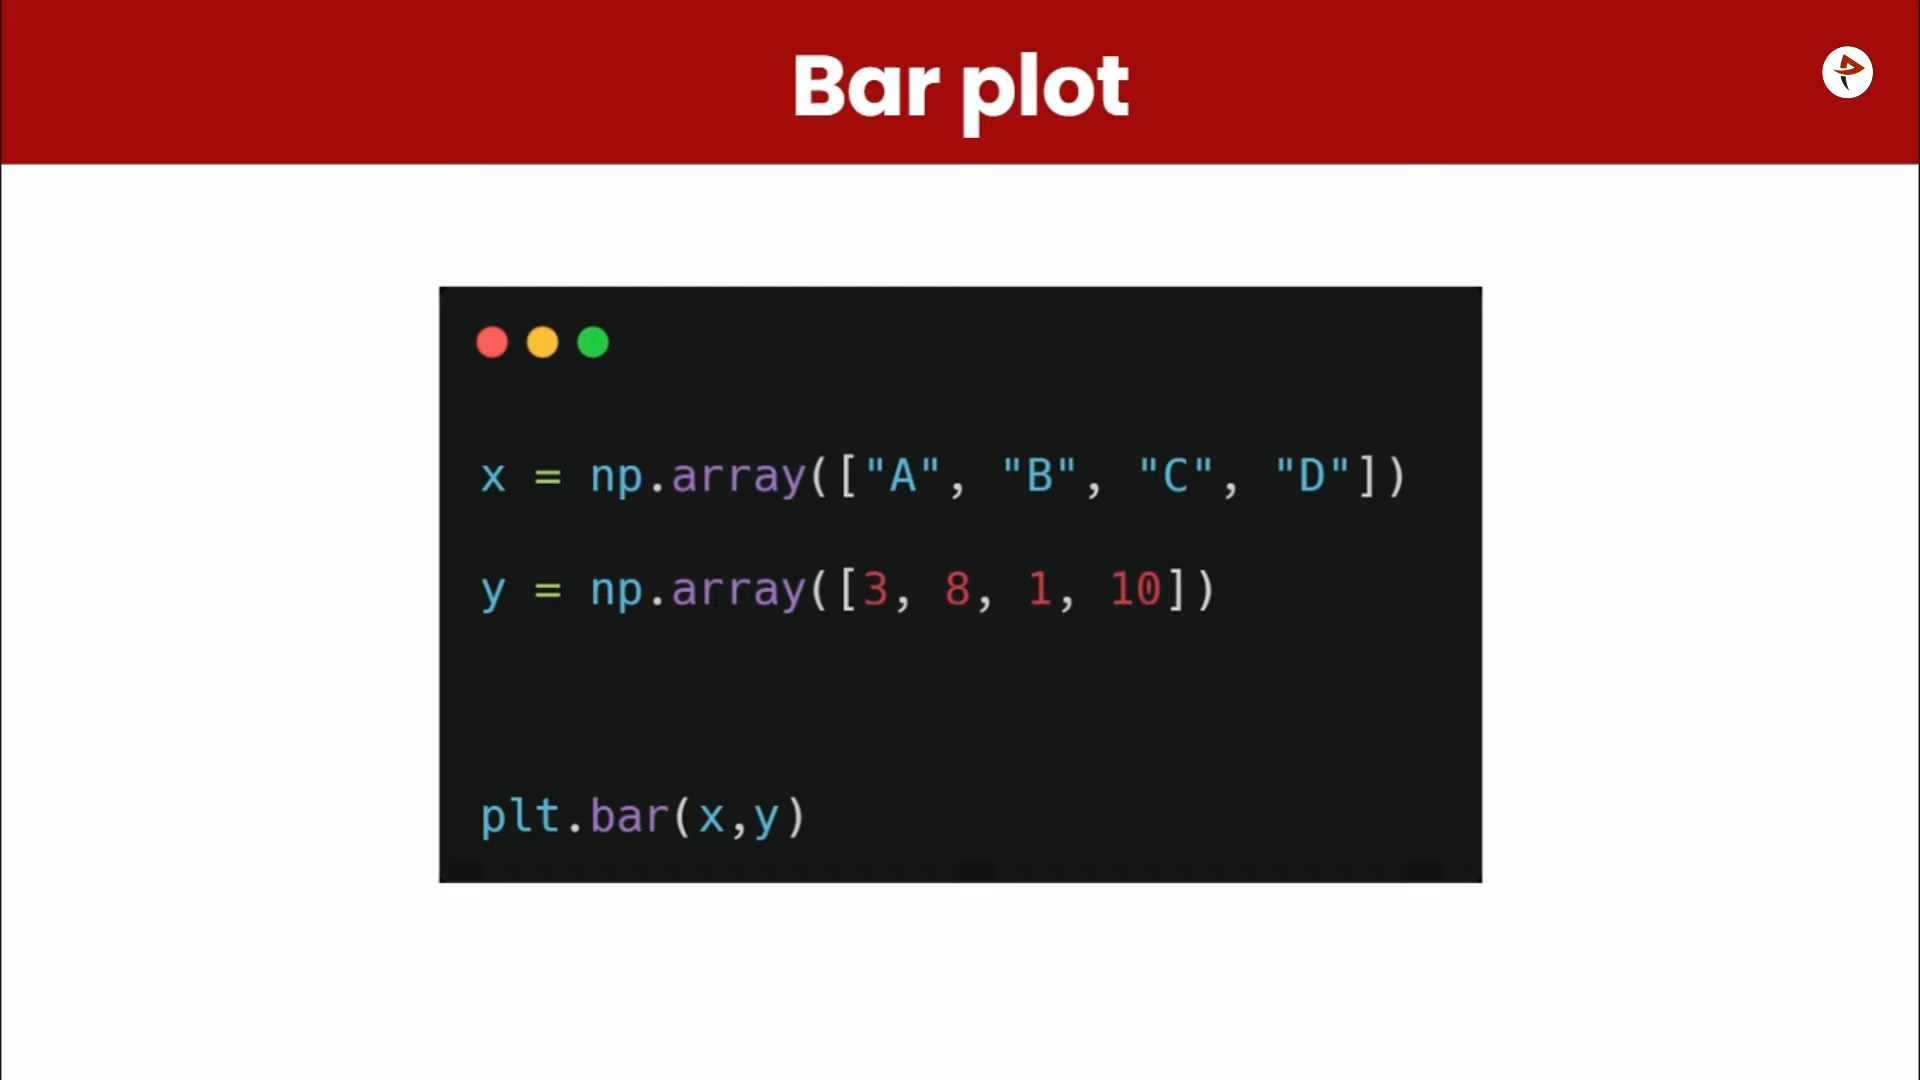 Bar plot
x = np.array(["A", "B", "C", "D"])
y = np.array([3, 8, 1, 10])
plt.bar(x,y)